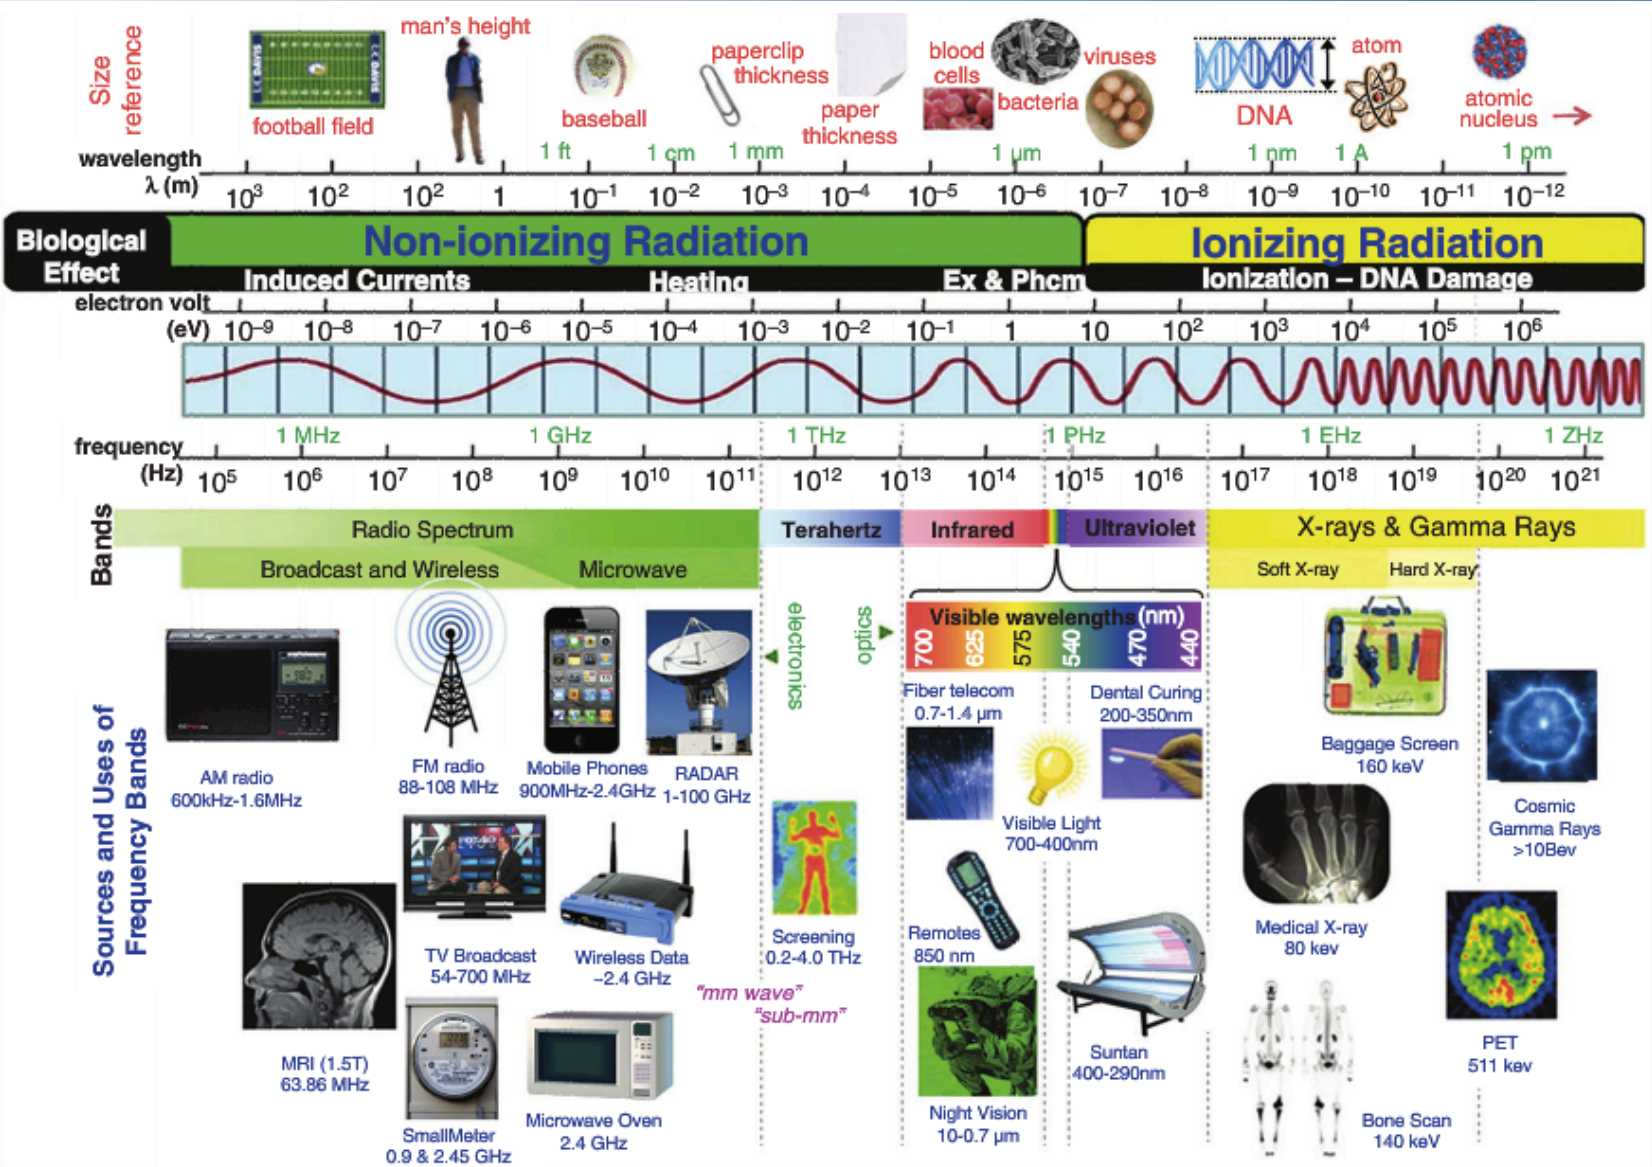 Size
reference
football field
man's height
baseball
paperclip
thickness
paper
thickness
blood
cells
bacteria
viruses
DNA
atom
atomic
nucleus
wavelength
λ (m)
1 ft 1 cm 1 mm 1 µm 1 nm 1 A 1 pm
10³ 10² 10² 1 10⁻¹ 10⁻² 10⁻³ 10⁻⁴ 10⁻⁵ 10⁻⁶ 10⁻⁷ 10⁻⁸ 10⁻⁹ 10⁻¹⁰ 10⁻¹¹ 10⁻¹²
Biological
Effect
Non-ionizing Radiation
Ionizing Radiation
Induced Currents Heating Ex & Phcm Ionization – DNA Damage
electron volt
(eV)
10⁻⁹ 10⁻⁸ 10⁻⁷ 10⁻⁶ 10⁻⁵ 10⁻⁴ 10⁻³ 10⁻² 10⁻¹ 1 10 10² 10³ 10⁴ 10⁵ 10⁶
1 MHz 1 GHz 1 THz 1 PHz 1 EHz 1 ZHz
frequency
(Hz)
10⁵ 10⁶ 10⁷ 10⁸ 10⁹ 10¹⁰ 10¹¹ 10¹² 10¹³ 10¹⁴ 10¹⁵ 10¹⁶ 10¹⁷ 10¹⁸ 10¹⁹ 10²⁰ 10²¹
Bands
Radio Spectrum
Terahertz
Infrared
Ultraviolet
X-rays & Gamma Rays
Broadcast and Wireless
Microwave
Soft X-ray
Hard X-ray
electronics
optics
Visible wavelengths(nm)
700 625 575 540 470 440
Sources and Uses of
Frequency Bands
AM radio
600kHz-1.6MHz
FM radio
88-108 MHz
Mobile Phones
900MHz-2.4GHz
RADAR
1-100 GHz
Fiber telecom
0.7-1.4 µm
Dental Curing
200-350nm
Baggage Screen
160 keV
Visible Light
700-400nm
Cosmic
Gamma Rays
>10Bev
TV Broadcast
54-700 MHz
Wireless Data
~2.4 GHz
Screening
0.2-4.0 THz
Remotes
850 nm
Medical X-ray
80 kev
"mm wave"
"sub-mm"
MRI (1.5T)
63.86 MHz
Suntan
400-290nm
PET
511 kev
SmallMeter
0.9 & 2.45 GHz
Microwave Oven
2.4 GHz
Night Vision
10-0.7 µm
Bone Scan
140 keV